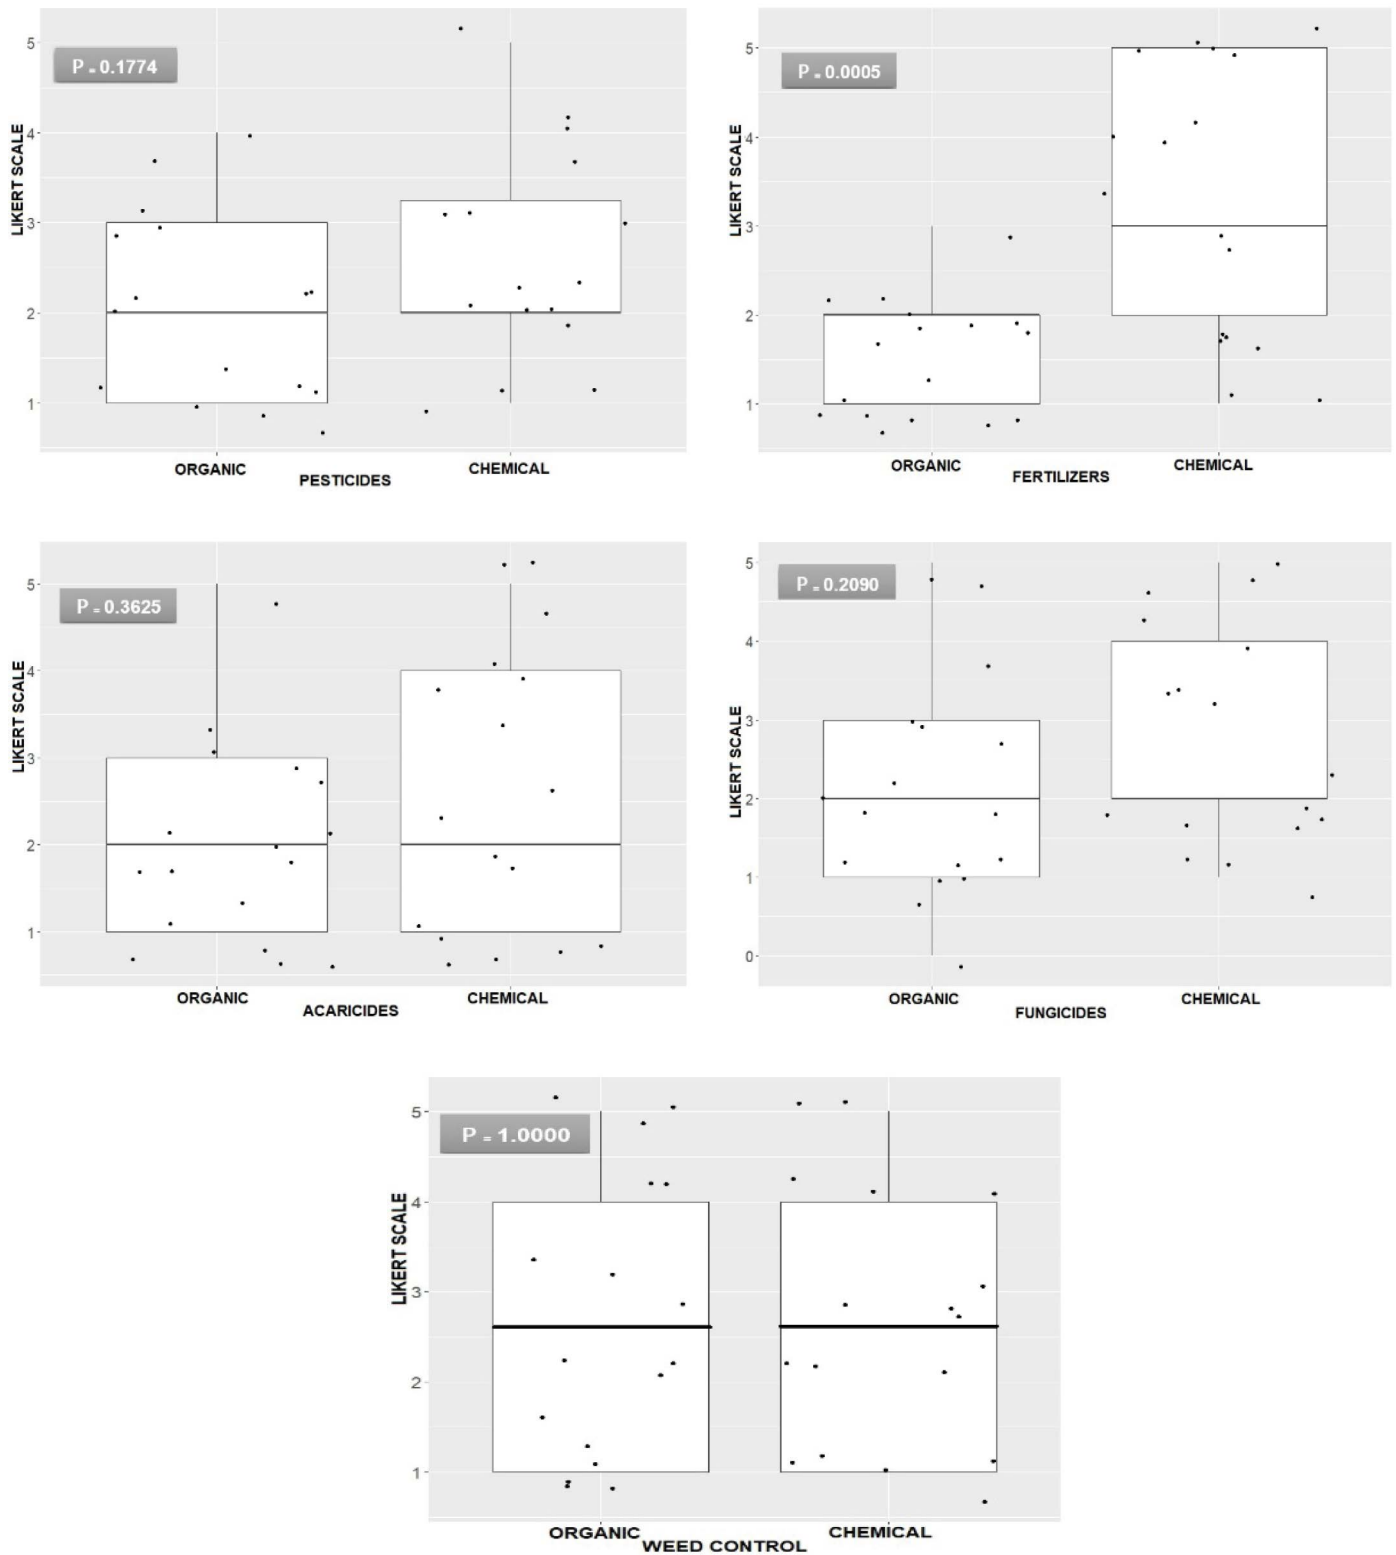 P = 0.1774
LIKERT SCALE
5
4
3
2
1
ORGANIC
CHEMICAL
PESTICIDES
P = 0.0005
LIKERT SCALE
5
4
3
2
1
ORGANIC
CHEMICAL
FERTILIZERS
P = 0.3625
LIKERT SCALE
5
4
3
2
1
ORGANIC
CHEMICAL
ACARICIDES
P = 0.2090
LIKERT SCALE
5
4
3
2
1
0
ORGANIC
CHEMICAL
FUNGICIDES
P = 1.0000
LIKERT SCALE
5
4
3
2
1
ORGANIC
CHEMICAL
WEED CONTROL